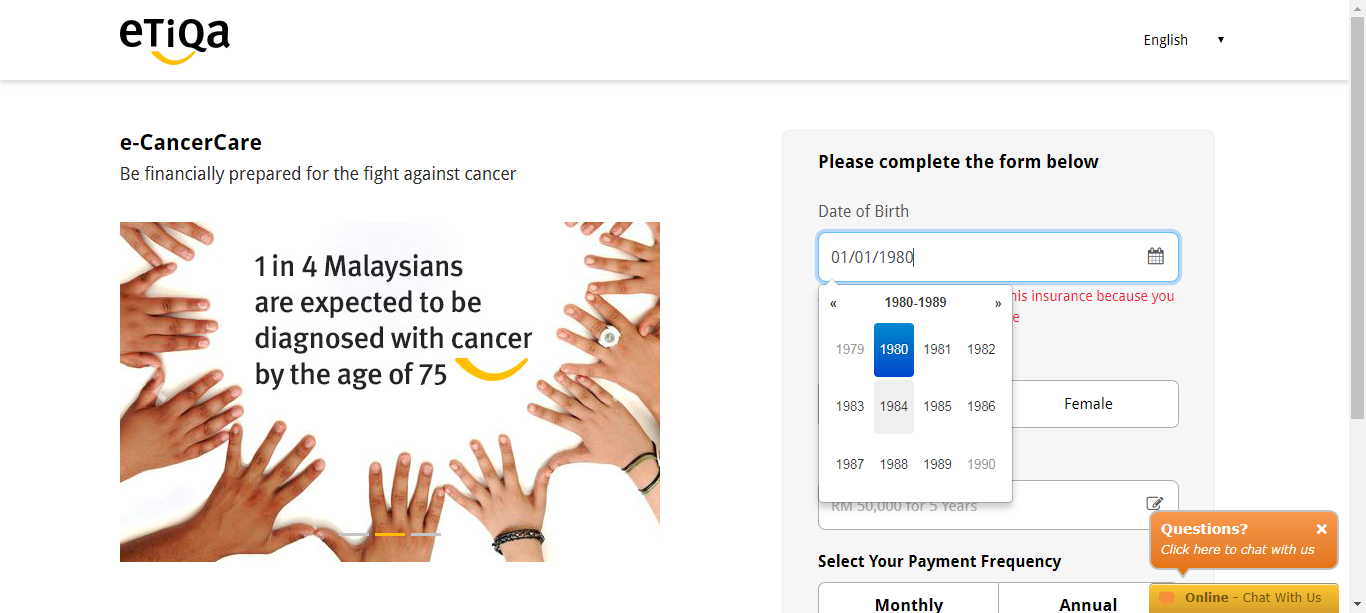 eTiQa
English
e-CancerCare
Be financially prepared for the fight against cancer
1 in 4 Malaysians
are expected to be
diagnosed with cancer
by the age of 75
Please complete the form below
Date of Birth
01/01/1980
his insurance because you
e
« 1980-1989 »
1979 1980 1981 1982
1983 1984 1985 1986
1987 1988 1989 1990
Female
RM 50,000 for 5 Years
Select Your Payment Frequency
Monthly Annual
Questions? ×
Click here to chat with us
Online - Chat With Us